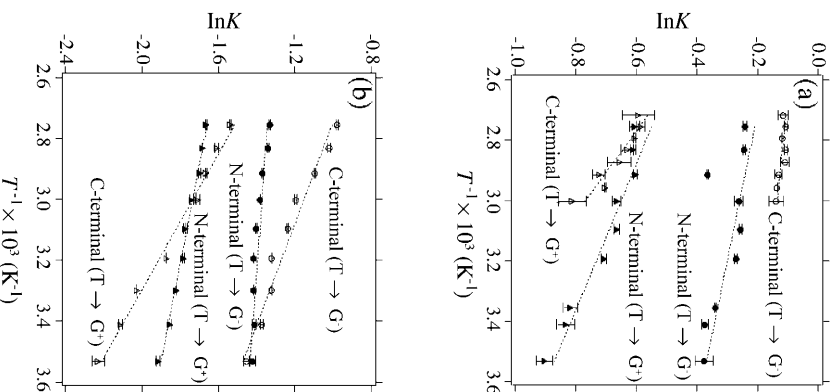 (a)
lnK
0.0
-0.2
-0.4
-0.6
-0.8
-1.0
C-terminal (T → G⁻)
N-terminal (T → G⁻)
N-terminal (T → G⁺)
C-terminal (T → G⁺)
2.6
2.8
3.0
3.2
3.4
3.6
T⁻¹ × 10³ (K⁻¹)
(b)
lnK
-0.8
-1.2
-1.6
-2.0
-2.4
C-terminal (T → G⁻)
N-terminal (T → G⁻)
N-terminal (T → G⁺)
C-terminal (T → G⁺)
2.6
2.8
3.0
3.2
3.4
3.6
T⁻¹ × 10³ (K⁻¹)